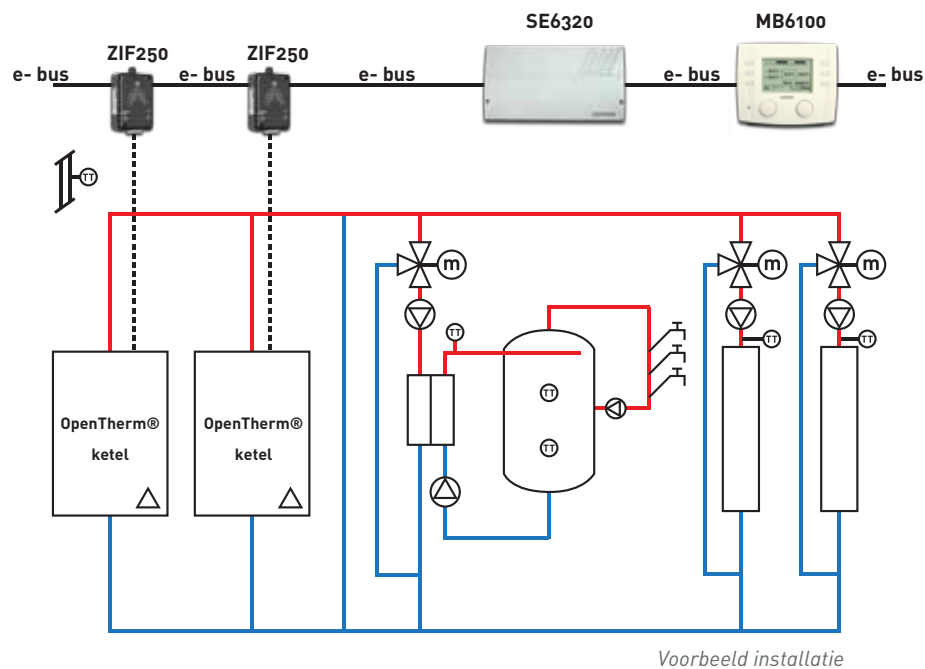 ZIF250
ZIF250
SE6320
MB6100
e- bus
e- bus
e- bus
e- bus
e- bus
TT
m
m
m
TT
TT
TT
OpenTherm®
ketel
OpenTherm®
ketel
TT
TT
Voorbeeld installatie